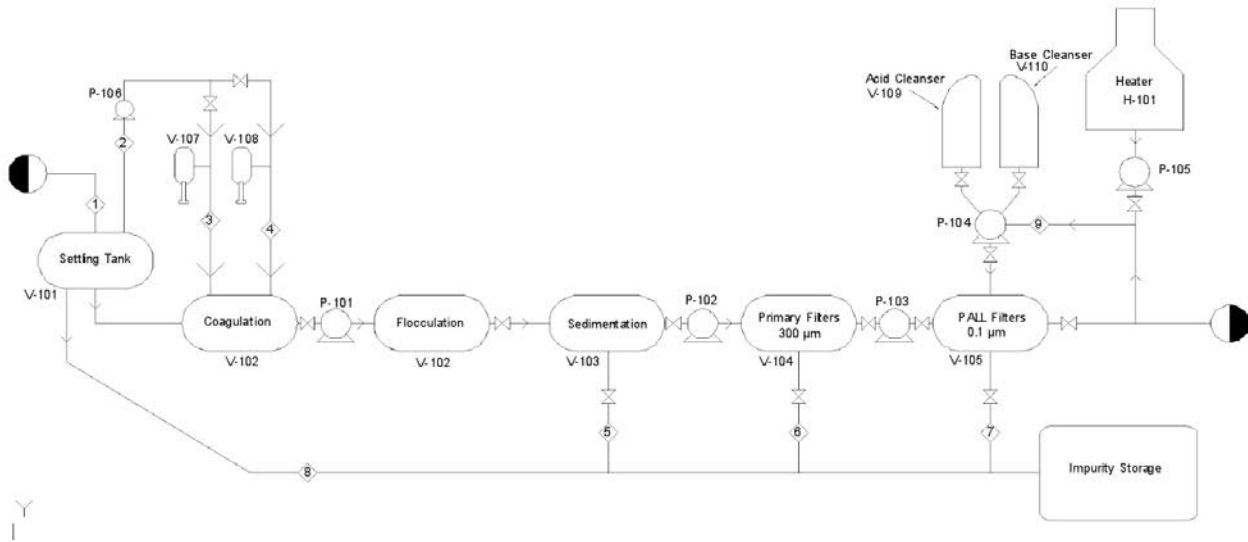 Base Cleanser
V-110
Acid Cleanser
V-109
Heater
H-101
P-106
2
V-107
V-108
P-105
1
3
4
P-104
9
Settling Tank
V-101
P-101
P-102
P-103
Coagulation
Flocculation
Sedimentation
Primary Filters
300 μm
PALL Filters
0.1 μm
V-102
V-102
V-103
V-104
V-105
5
6
7
8
Impurity Storage
Y